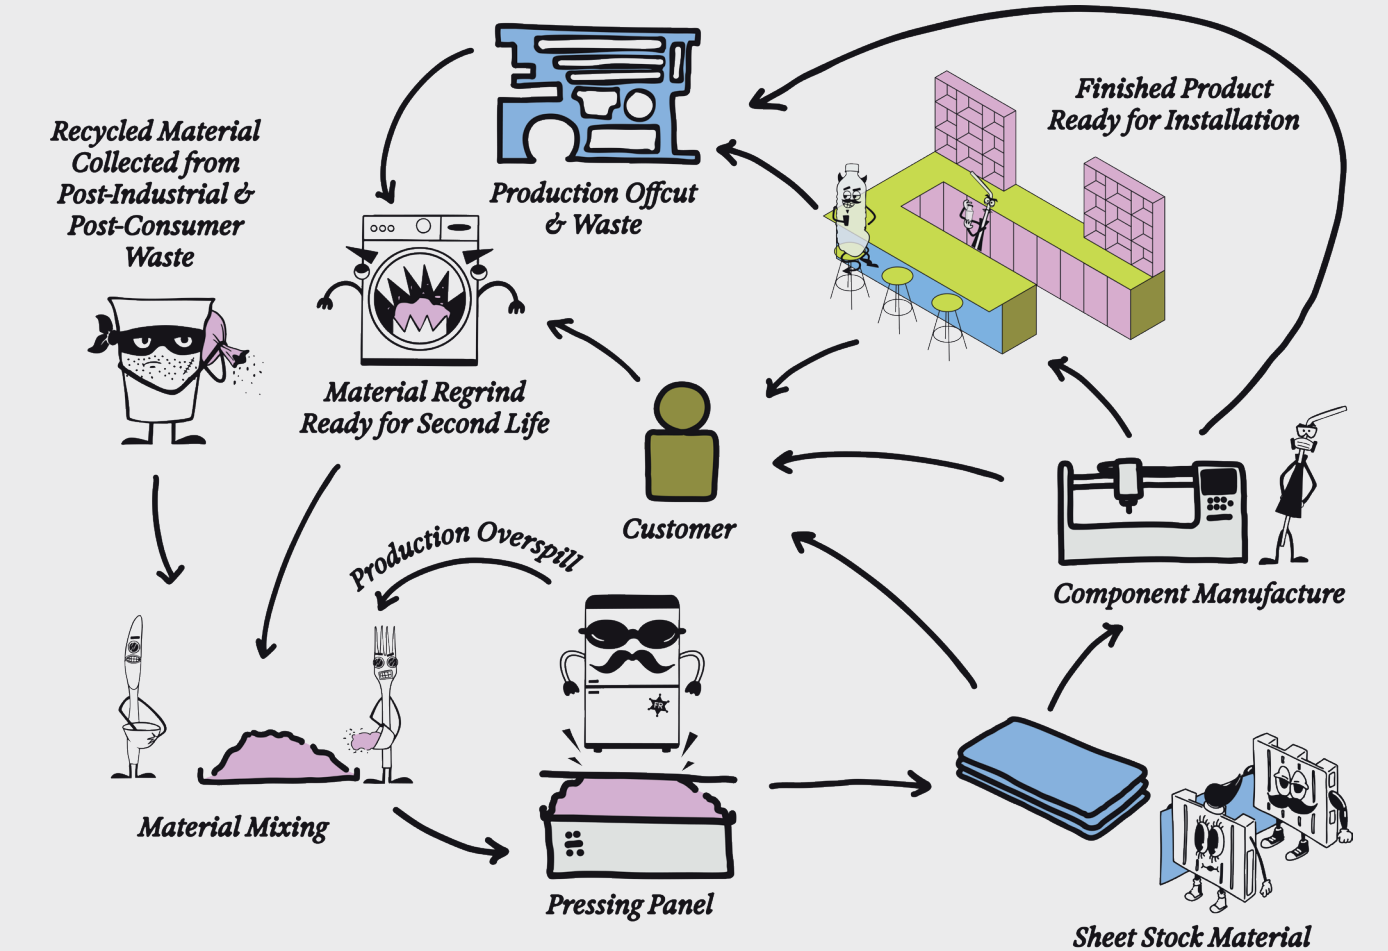 Finished Product
Ready for Installation
Recycled Material
Collected from
Post-Industrial &
Post-Consumer
Waste
Production Offcut
& Waste
Material Regrind
Ready for Second Life
Customer
Production Overspill
Component Manufacture
FR
Material Mixing
Pressing Panel
Sheet Stock Material